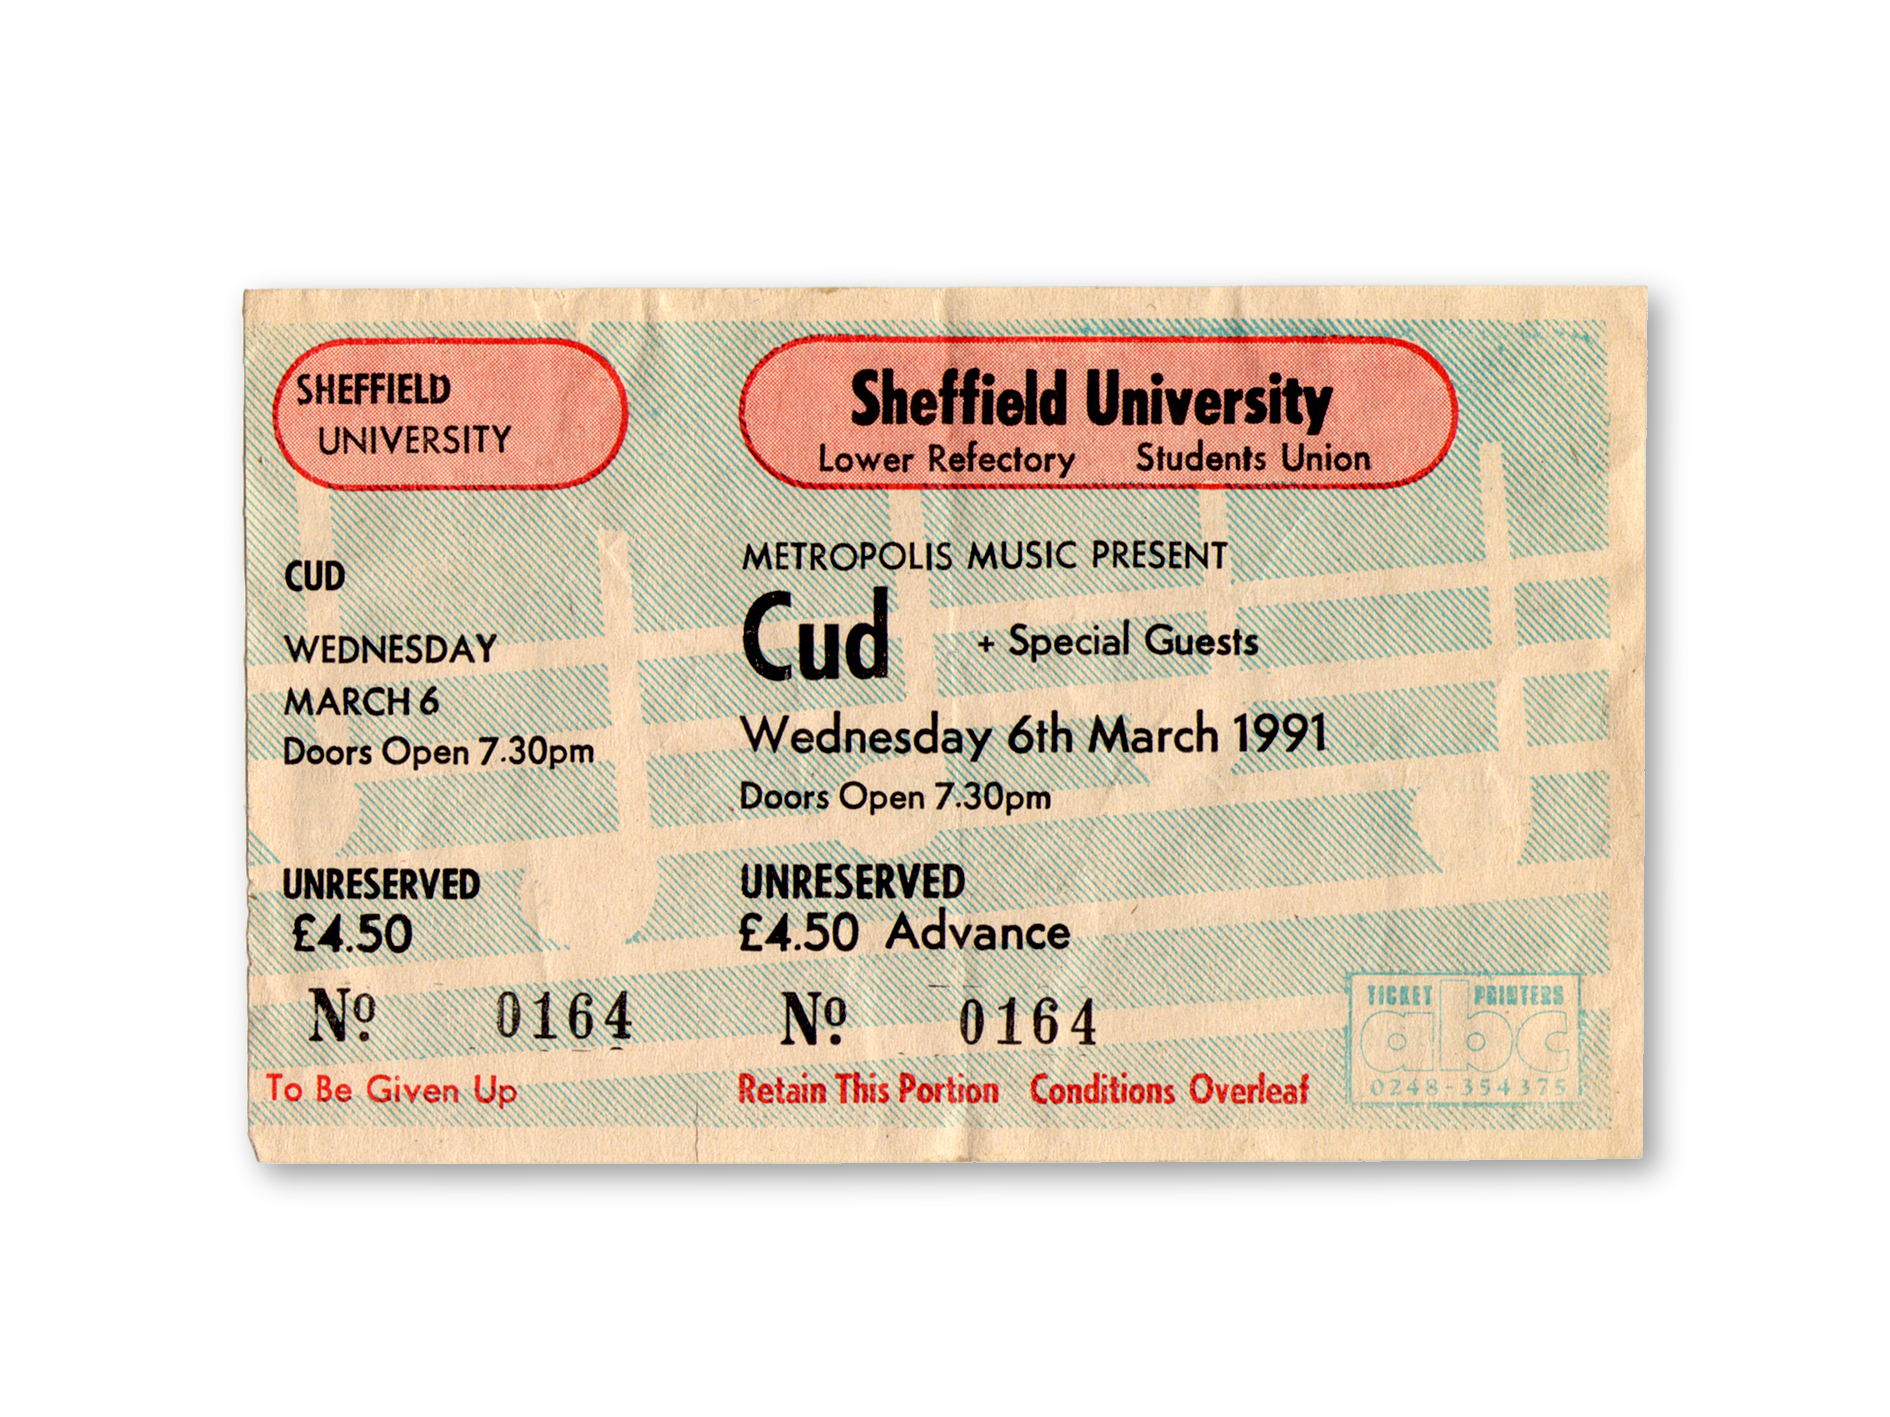 SHEFFIELD
UNIVERSITY
CUD
WEDNESDAY
MARCH 6
Doors Open 7.30pm
UNRESERVED
£4.50
Nº 0164
To Be Given Up
Sheffield University
Lower Refectory Students Union
METROPOLIS MUSIC PRESENT
Cud + Special Guests
Wednesday 6th March 1991
Doors Open 7.30pm
UNRESERVED
£4.50 Advance
Nº 0164
Retain This Portion Conditions Overleaf
TICKET PRINTERS
abc
0248-354375